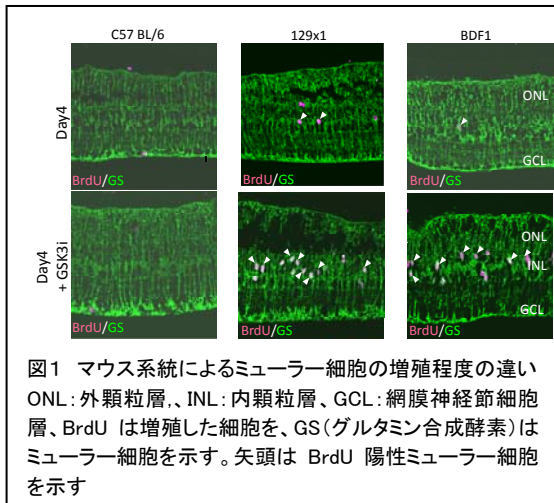 C57 BL/6
129x1
BDF1
Day4
ONL
GCL
BrdU/GS
BrdU/GS
BrdU/GS
Day4
+ GSK3i
ONL
INL
GCL
BrdU/GS
BrdU/GS
BrdU/GS
図1 マウス系統によるミューラー細胞の増殖程度の違い
ONL:外顆粒層,、INL:内顆粒層、GCL:網膜神経節細胞
層、BrdU は増殖した細胞を、GS(グルタミン合成酵素)は
ミューラー細胞を示す。矢頭は BrdU 陽性ミューラー細胞
を示す